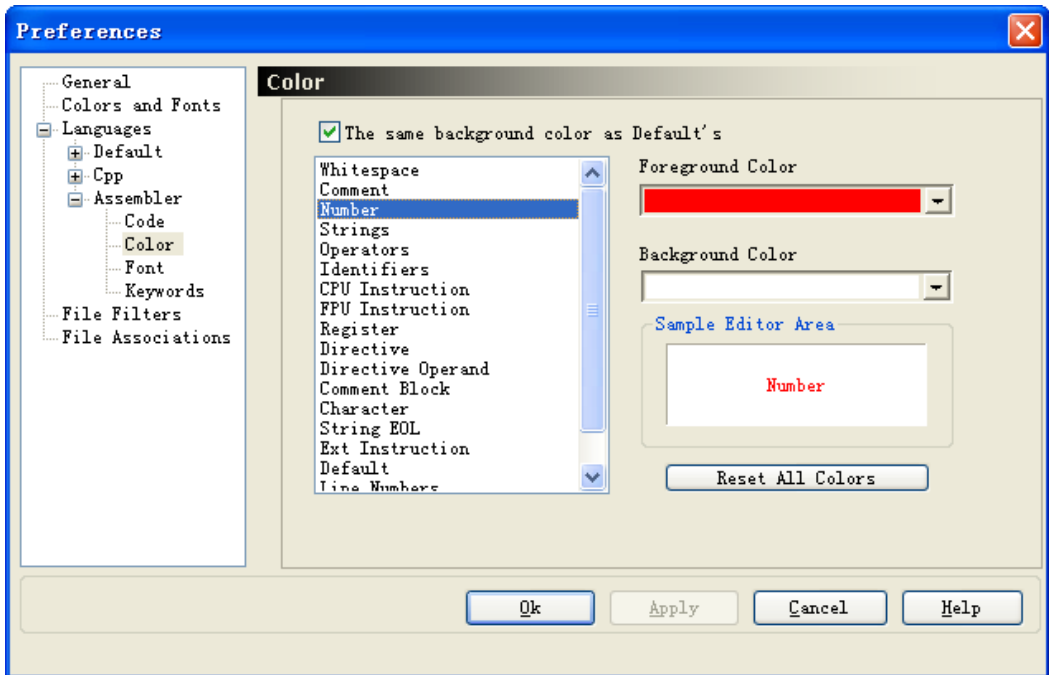 Preferences
General
Colors and Fonts
Languages
Default
Cpp
Assembler
Code
Color
Font
Keywords
File Filters
File Associations
Color
The same background color as Default's
Whitespace
Comment
Number
Strings
Operators
Identifiers
CPU Instruction
FPU Instruction
Register
Directive
Directive Operand
Comment Block
Character
String EOL
Ext Instruction
Default
Line Numbers
Foreground Color
Background Color
Sample Editor Area
Number
Reset All Colors
Ok
Apply
Cancel
Help